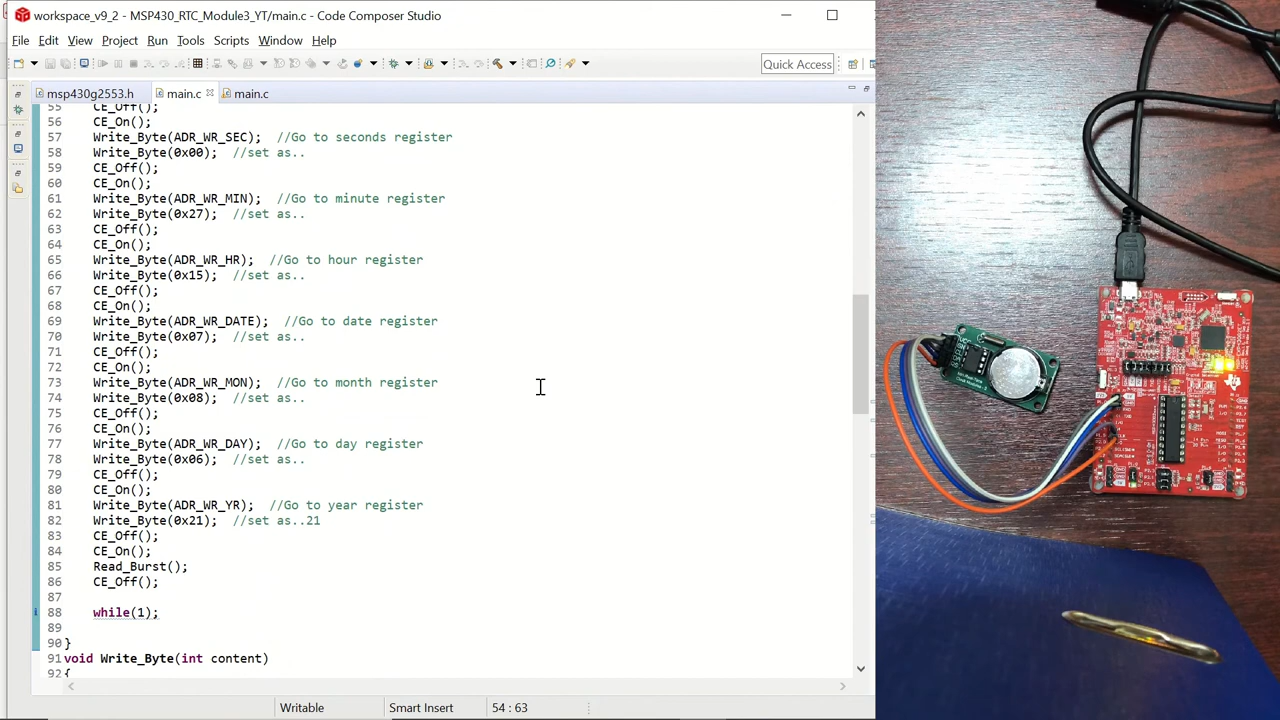 workspace_v9_2 - MSP430_RTC_Module3_YT/main.c - Code Composer Studio
File Edit View Project Run Tools Scripts Window Help
Quick Access
msp430g2553.h main.c main.c
55 CE_Off();
56 CE_On();
57 Write_Byte(ADR_WR_SEC); //Go to seconds register
58 Write_Byte(0x00); //set as..
59 CE_Off();
60 CE_On();
61 Write_Byte(ADR_WR_MIN); //Go to minute register
62 Write_Byte(0x22); //set as..
63 CE_Off();
64 CE_On();
65 Write_Byte(ADR_WR_HR); //Go to hour register
66 Write_Byte(0x15); //set as..
67 CE_Off();
68 CE_On();
69 Write_Byte(ADR_WR_DATE); //Go to date register
70 Write_Byte(0x07); //set as..
71 CE_Off();
72 CE_On();
73 Write_Byte(ADR_WR_MON); //Go to month register
74 Write_Byte(0x08); //set as..
75 CE_Off();
76 CE_On();
77 Write_Byte(ADR_WR_DAY); //Go to day register
78 Write_Byte(0x06); //set as..
79 CE_Off();
80 CE_On();
81 Write_Byte(ADR_WR_YR); //Go to year register
82 Write_Byte(0x21); //set as..21
83 CE_Off();
84 CE_On();
85 Read_Burst();
86 CE_Off();
87
88 while(1);
89
90 }
91 void Write_Byte(int content)
92 {
Writable Smart Insert 54 : 63